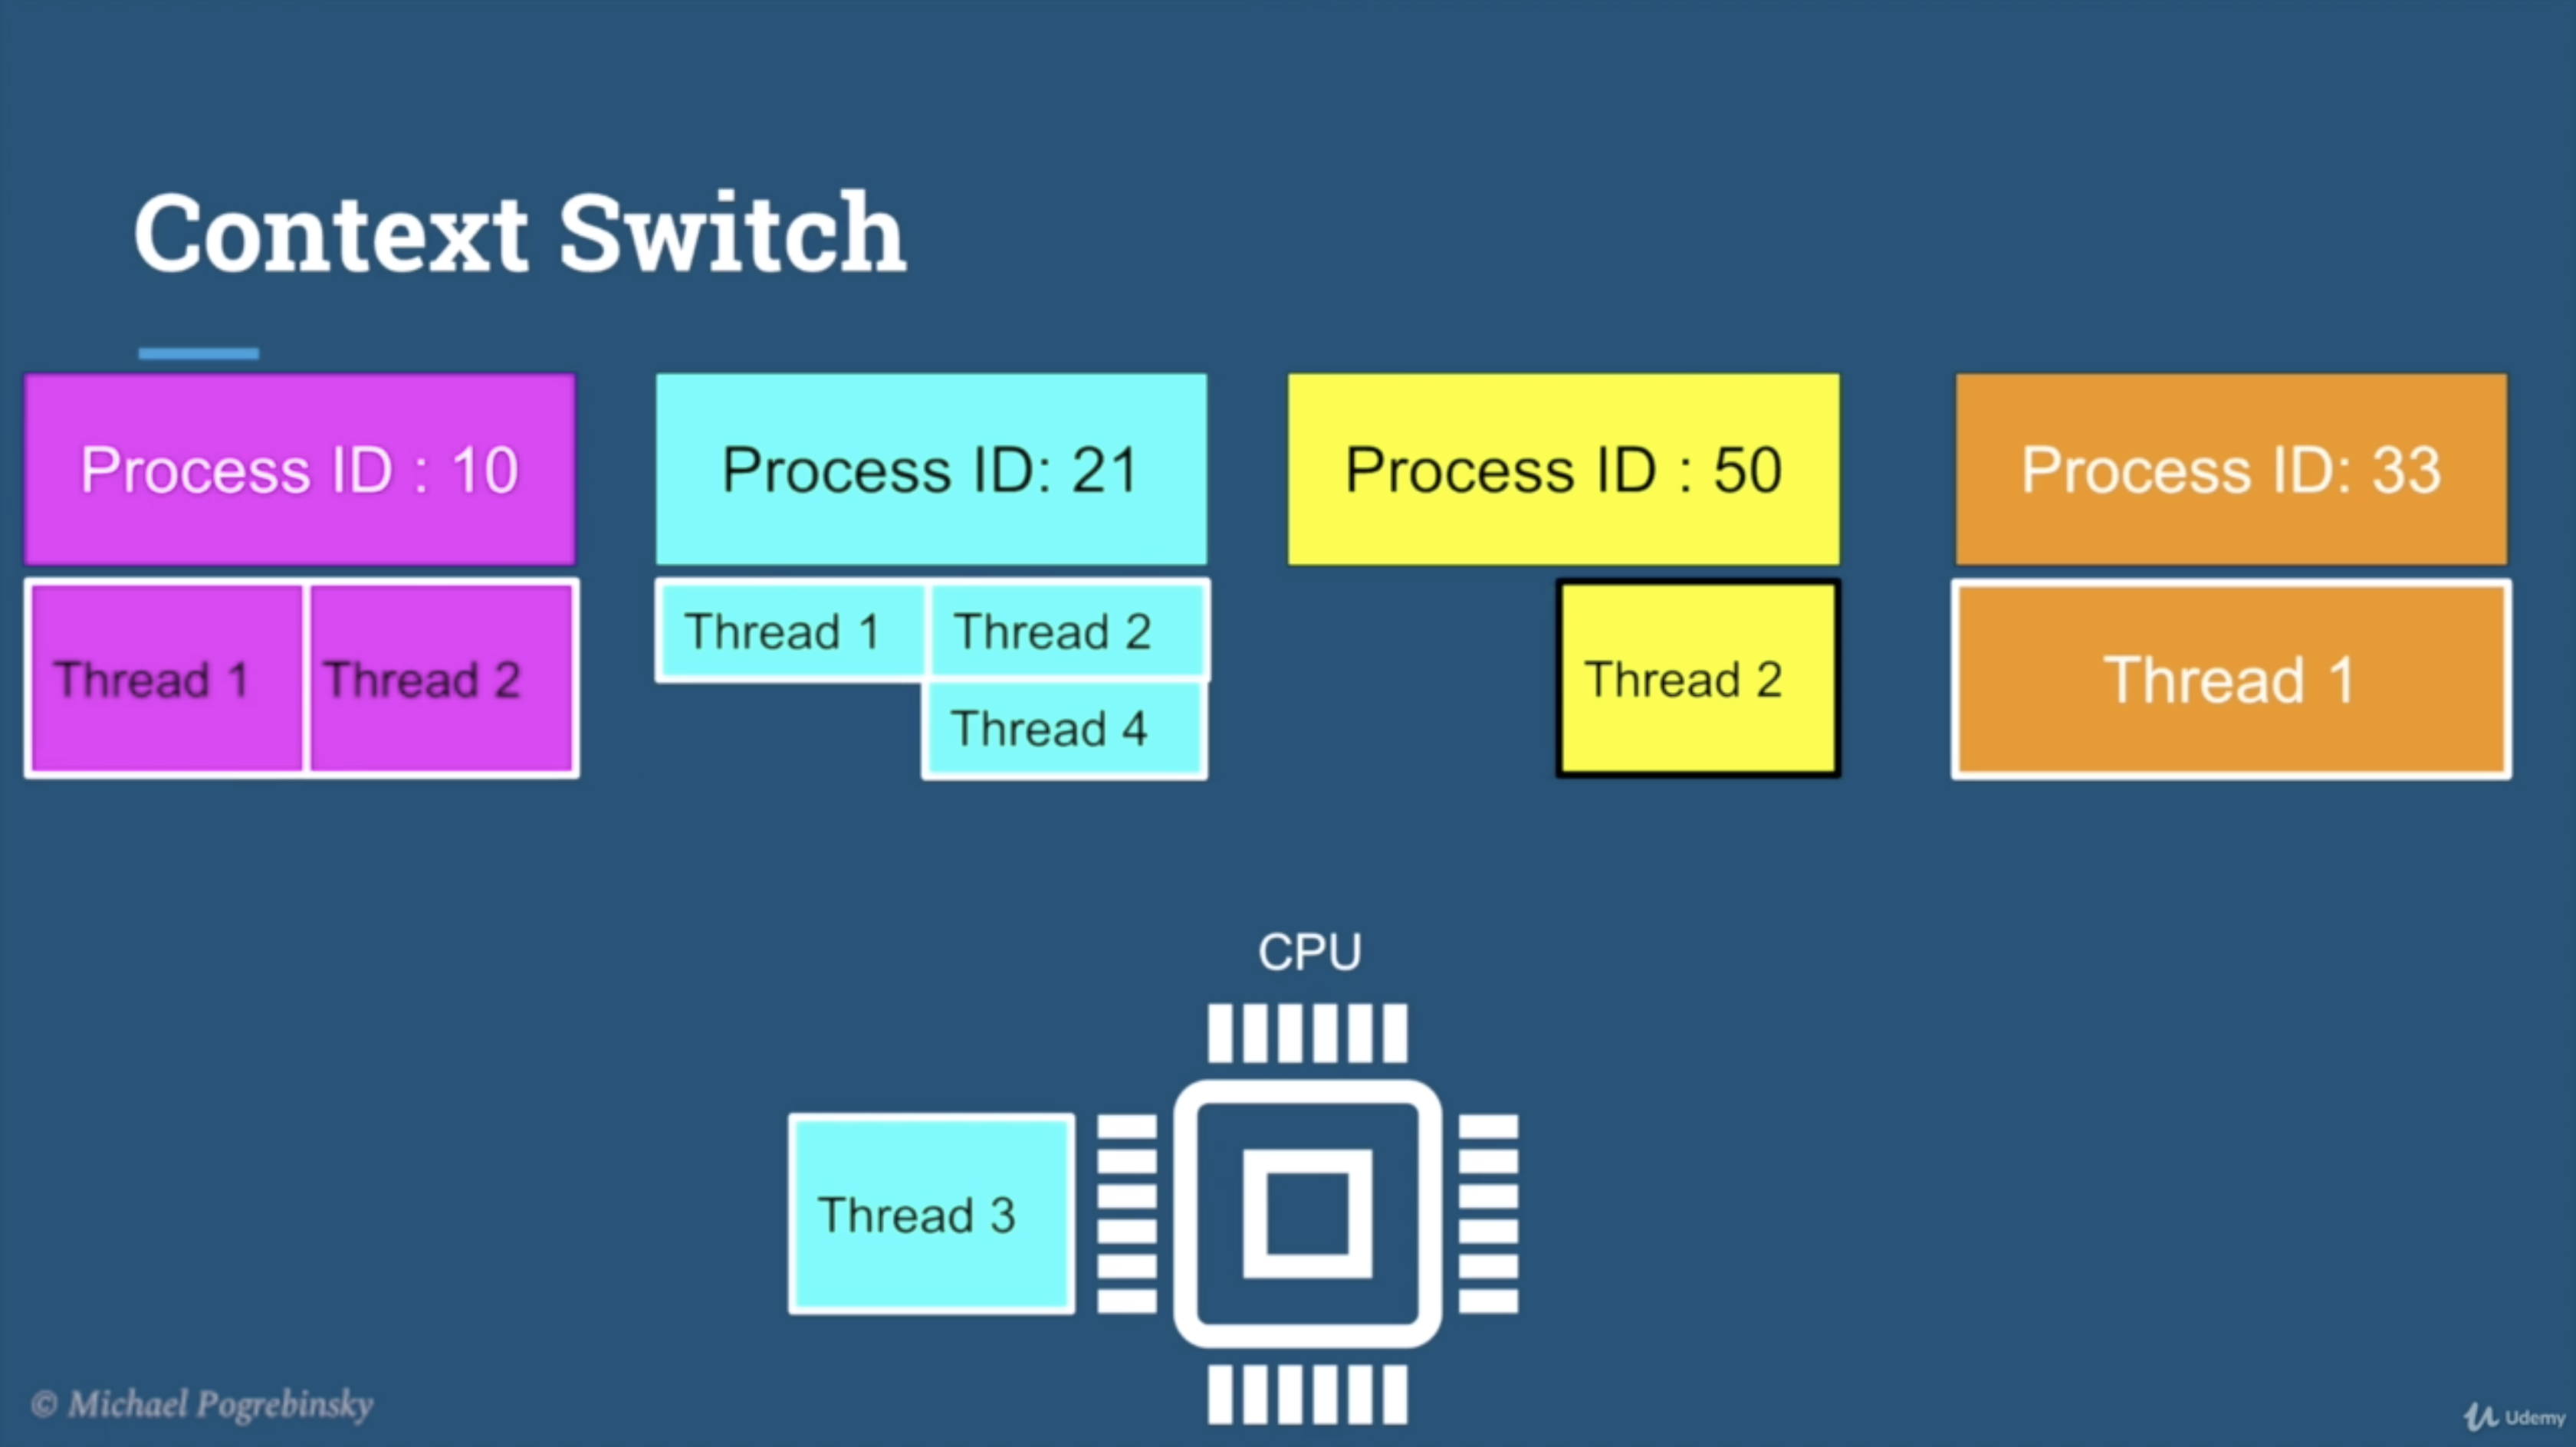 Context Switch
Process ID : 10
Process ID: 21
Process ID : 50
Process ID: 33
Thread 1
Thread 2
Thread 1
Thread 2
Thread 4
Thread 2
Thread 1
CPU
Thread 3
© Michael Pogrebinsky
Udemy